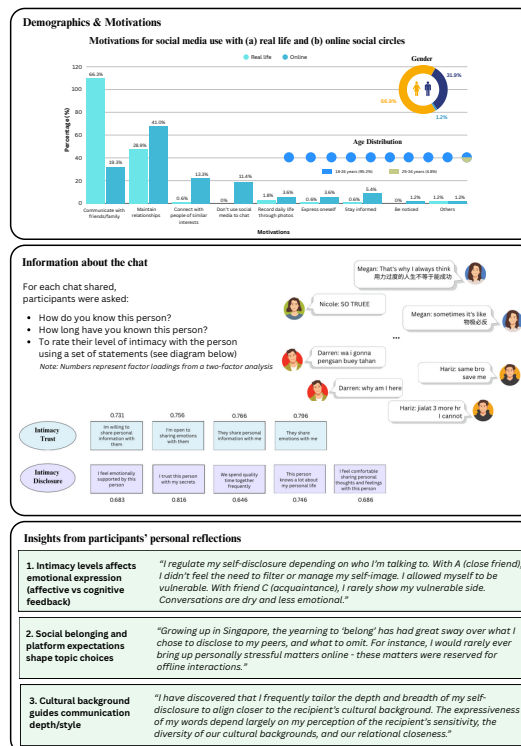 Demographics & Motivations
Motivations for social media use with (a) real life and (b) online social circles
Real life
Online
Gender
31.9%
66.9%
1.2%
Percentage (%)
120
100
80
60
40
20
0
66.3%
19.3%
28.9%
41.0%
0.6%
13.3%
0%
11.4%
1.8%
3.6%
0.6%
3.6%
0.6%
5.4%
0%
1.2%
1.2%
1.2%
Age Distribution
Communicate with
friends/family
Maintain
relationships
Connect with
people of similar
interests
Don't use social
media to chat
Record daily life
through photos
Express oneself
Stay informed
Be noticed
Others
Motivations
Information about the chat
For each chat shared,
participants were asked:
• How do you know this person?
• How long have you known this person?
• To rate their level of intimacy with the person
using a set of statements (see diagram below)
Note: Numbers represent factor loadings from a two-factor analysis
Megan: That's why I always think
用力过度的人生不等于能成功
Nicole: SO TRUEE
Megan: sometimes it's like
物极必反
...
Darren: wa i gonna
pengsan buey tahan
Hariz: same bro
save me
Darren: why am I here
Hariz: jialat 3 more hr
I cannot
0.731
0.756
0.766
0.796
Intimacy
Trust
Im willing to
share personal
information with
them
I'm open to
sharing emotions
with them
They share personal
information with me
They share
emotions with me
Intimacy
Disclosure
I feel emotionally
supported by this
person
I trust this person
with my secrets
We spend quality
time together
frequently
This person
knows a lot about
my personal life
I feel comfortable
sharing personal
thoughts and feelings
with this person
0.683
0.816
0.646
0.746
0.686
Insights from participants' personal reflections
1. Intimacy levels affects
emotional expression
(affective vs cognitive
feedback)
"I regulate my self-disclosure depending on who I'm talking to. With A (close friend),
I didn't feel the need to filter or manage my self-image. I allowed myself to be
vulnerable. With friend C (acquaintance), I rarely show my vulnerable side.
Conversations are dry and less emotional."
2. Social belonging and
platform expectations
shape topic choices
"Growing up in Singapore, the yearning to 'belong' has had great sway over what I
chose to disclose to my peers, and what to omit. For instance, I would rarely ever
bring up personally stressful matters online - these matters were reserved for
offline interactions."
3. Cultural background
guides communication
depth/style
"I have discovered that I frequently tailor the depth and breadth of my self-
disclosure to align closer to the recipient's cultural background. The expressiveness
of my words depend largely on my perception of the recipient's sensitivity, the
diversity of our cultural backgrounds, and our relational closeness."